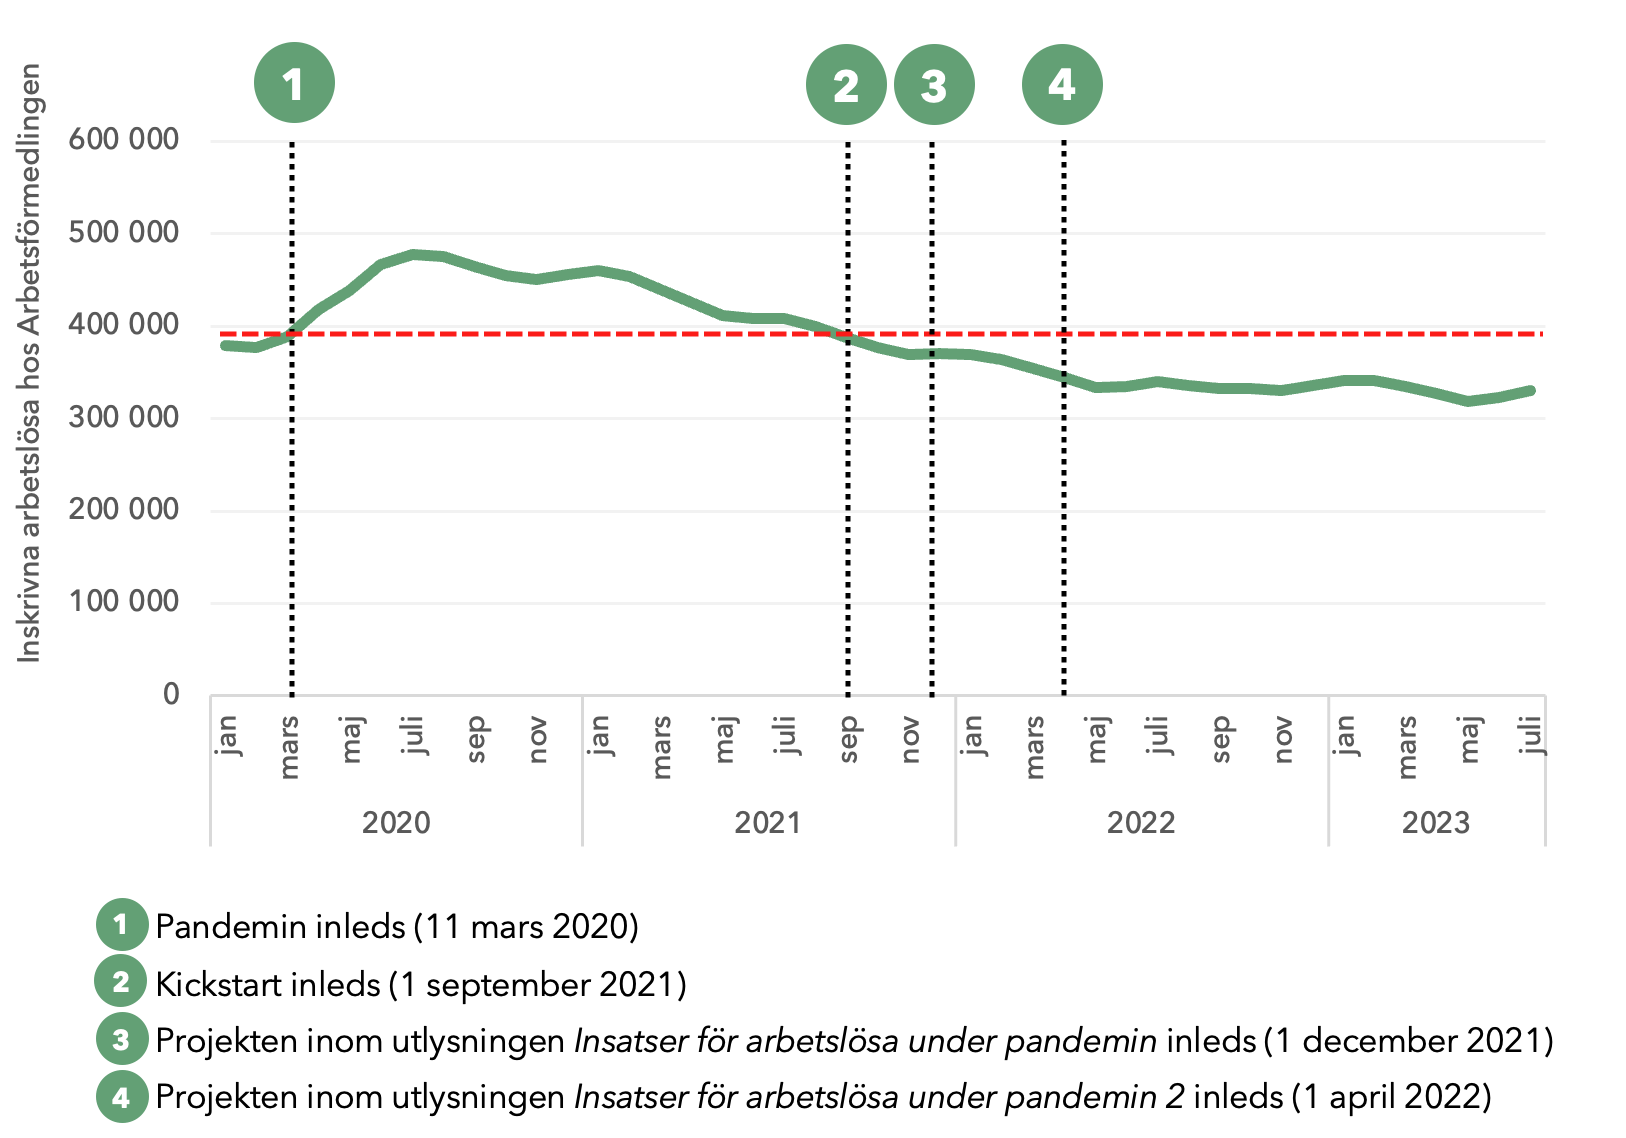 1
2
3
4
Inskrivna arbetslösa hos Arbetsförmedlingen
600 000
500 000
400 000
300 000
200 000
100 000
0
jan mars maj juli sep nov jan mars maj juli sep nov jan mars maj juli sep nov jan mars maj juli
2020 2021 2022 2023
1 Pandemin inleds (11 mars 2020)
2 Kickstart inleds (1 september 2021)
3 Projekten inom utlysningen Insatser för arbetslösa under pandemin inleds (1 december 2021)
4 Projekten inom utlysningen Insatser för arbetslösa under pandemin 2 inleds (1 april 2022)